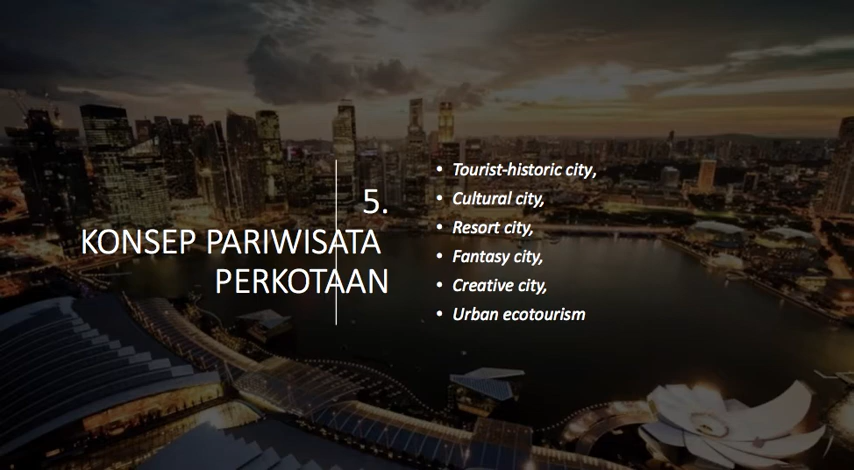 5.
KONSEP PARIWISATA
PERKOTAAN
• Tourist-historic city,
• Cultural city,
• Resort city,
• Fantasy city,
• Creative city,
• Urban ecotourism